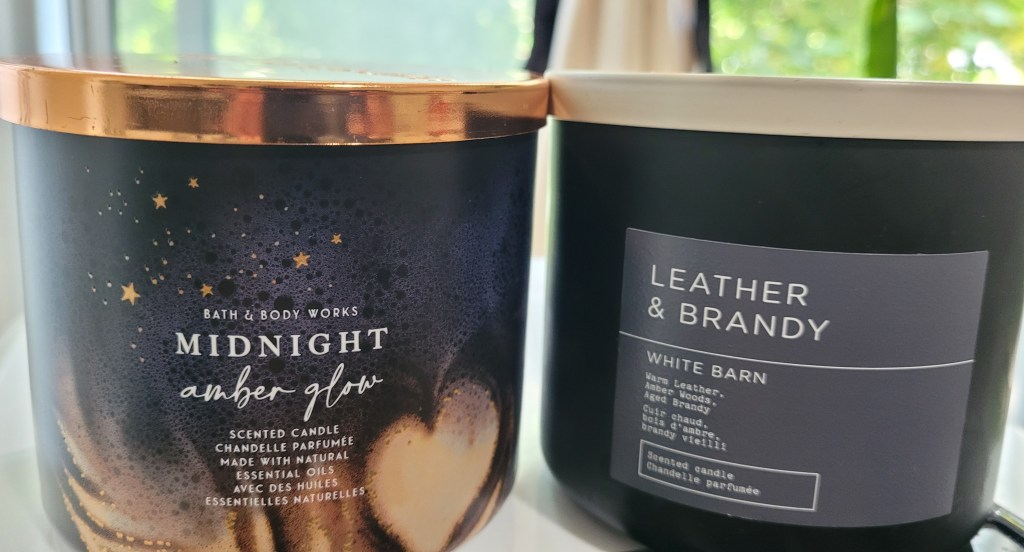 BATH & BODY WORKS
MIDNIGHT
amber glow
SCENTED CANDLE
CHANDELLE PARFUMÉE
MADE WITH NATURAL
ESSENTIAL OILS
AVEC DES HUILES
ESSENTIELLES NATURELLES
LEATHER
& BRANDY
WHITE BARN
Warm Leather.
Amber Woods.
Aged Brandy
Cuir chaud.
bois d'ambre.
brandy vieilli
Scented candle
Chandelle parfumée